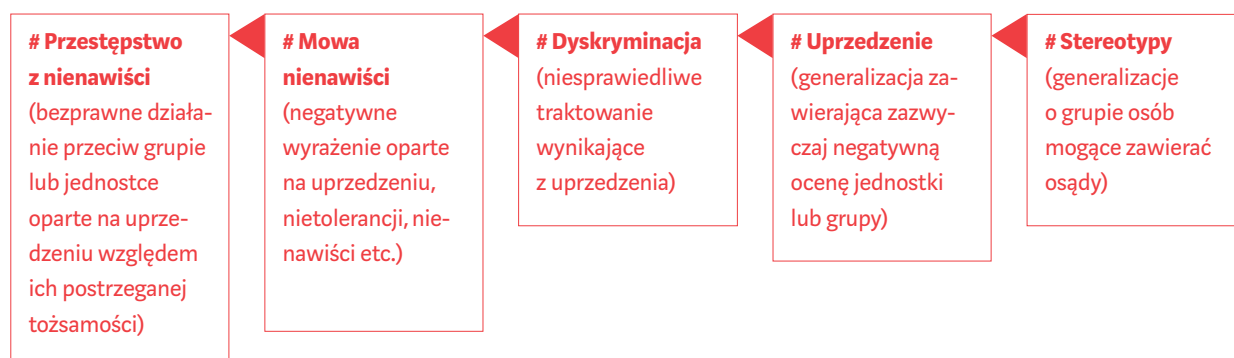 # Przestępstwo
z nienawiści
(bezprawne działa-
nie przeciw grupie
lub jednostce
oparte na uprze-
dzeniu względem
ich postrzeganej
tożsamości)
# Mowa
nienawiści
(negatywne
wyrażenie oparte
na uprzedzeniu,
nietolerancji, nie-
nawiści etc.)
# Dyskryminacja
(niesprawiedliwe
traktowanie
wynikające
z uprzedzenia)
# Uprzedzenie
(generalizacja za-
wierająca zazwy-
czaj negatywną
ocenę jednostki
lub grupy)
# Stereotypy
(generalizacje
o grupie osób
mogące zawierać
osądy)